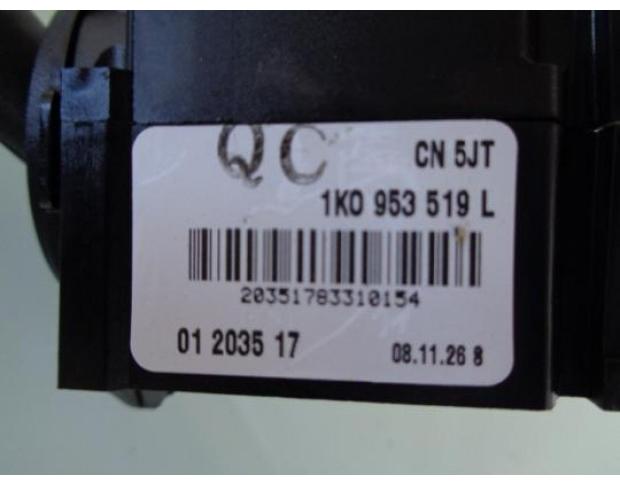 QC
CN 5JT
1K0 953 519 L
20351783310154
01 2035 17
08.11.26 8